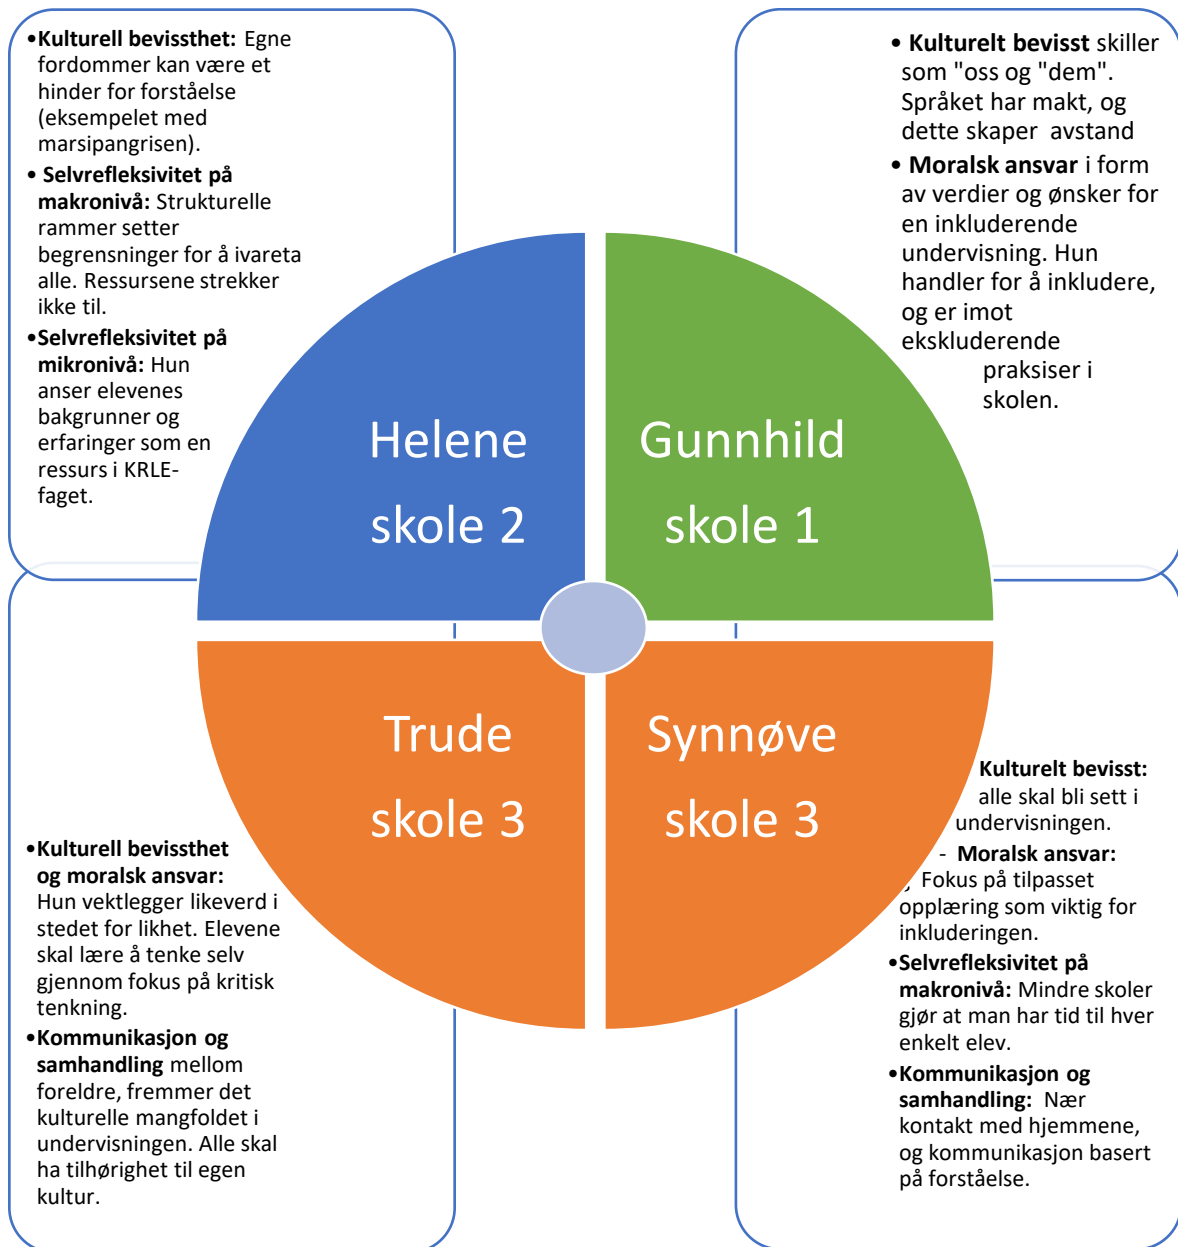 •Kulturell bevissthet: Egne
fordommer kan være et
hinder for forståelse
(eksempelet med
marsipangrisen).
• Selvrefleksivitet på
makronivå: Strukturelle
rammer setter
begrensninger for å ivareta
alle. Ressursene strekker
ikke til.
•Selvrefleksivitet på
mikronivå: Hun
anser elevenes
bakgrunner og
erfaringer som en
ressurs i KRLE-
faget.
• Kulturelt bevisst skiller
som "oss og "dem".
Språket har makt, og
dette skaper avstand
• Moralsk ansvar i form
av verdier og ønsker for
en inkluderende
undervisning. Hun
handler for å inkludere,
og er imot
ekskluderende
praksiser i
skolen.
Helene
skole 2
Gunnhild
skole 1
Trude
skole 3
Synnøve
skole 3
•Kulturell bevissthet
og moralsk ansvar:
Hun vektlegger likeverd i
stedet for likhet. Elevene
skal lære å tenke selv
gjennom fokus på kritisk
tenkning.
•Kommunikasjon og
samhandling mellom
foreldre, fremmer det
kulturelle mangfoldet i
undervisningen. Alle skal
ha tilhørighet til egen
kultur.
Kulturelt bevisst:
alle skal bli sett i
undervisningen.
- Moralsk ansvar:
Fokus på tilpasset
opplæring som viktig for
inkluderingen.
•Selvrefleksivitet på
makronivå: Mindre skoler
gjør at man har tid til hver
enkelt elev.
•Kommunikasjon og
samhandling: Nær
kontakt med hjemmene,
og kommunikasjon basert
på forståelse.